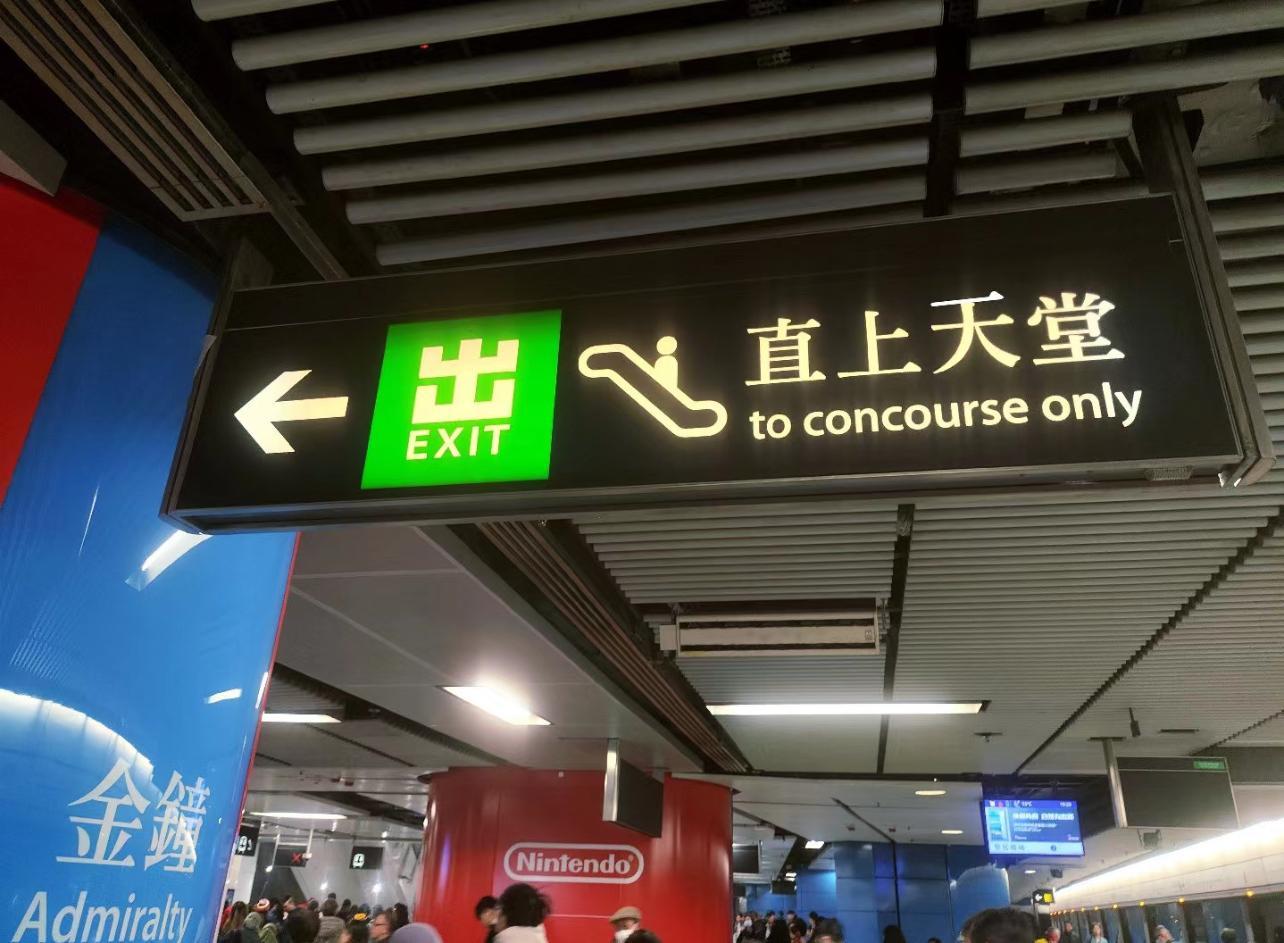 出
EXIT
直上天堂
to concourse only
金鐘
Admiralty
Nintendo